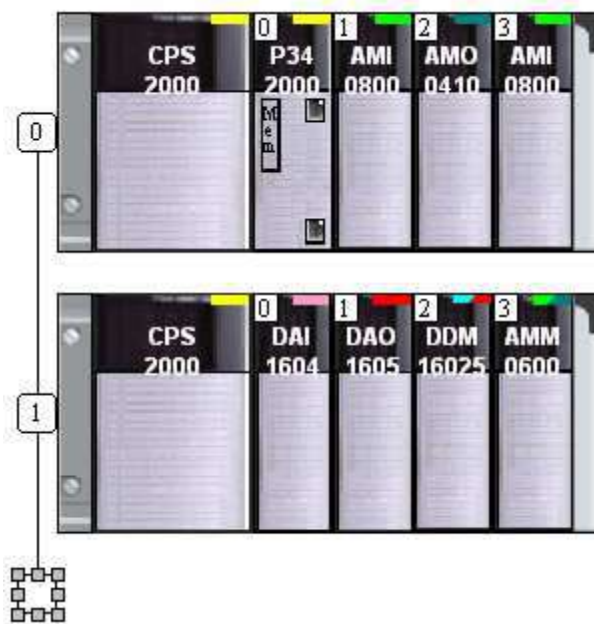 0 1 2 3
CPS P34 AMI AMO AMI
2000 2000 0800 0410 0800
Mem
0
0 1 2 3
CPS DAI DAO DDM AMM
2000 1604 1605 16025 0600
1